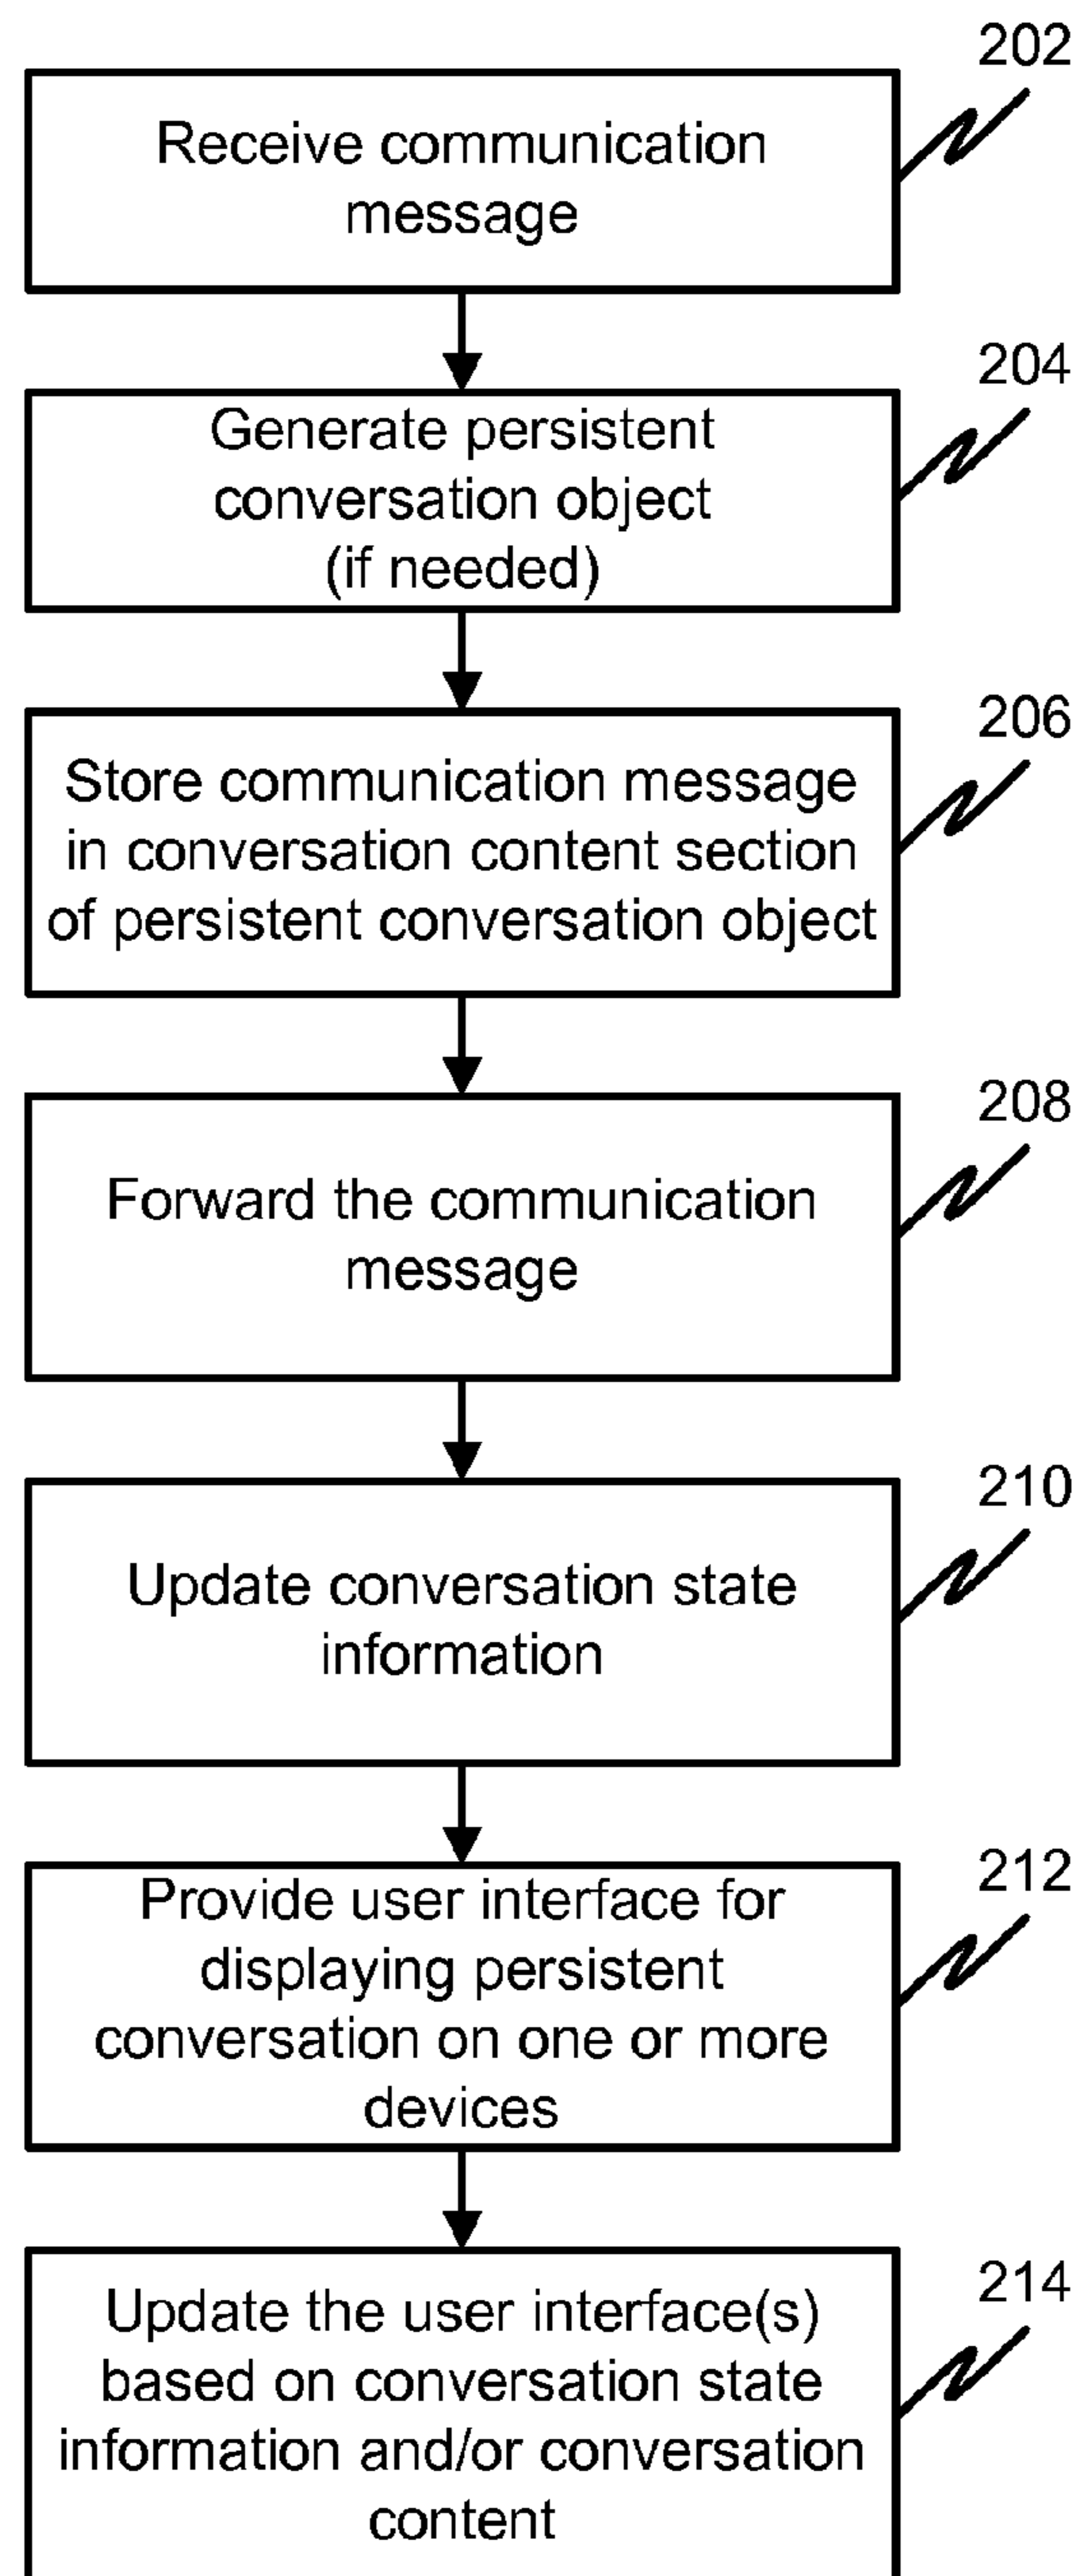 202
Receive communication
message
204
Generate persistent
conversation object
(if needed)
206
Store communication message
in conversation content section
of persistent conversation object
208
Forward the communication
message
210
Update conversation state
information
212
Provide user interface for
displaying persistent
conversation on one or more
devices
214
Update the user interface(s)
based on conversation state
information and/or conversation
content